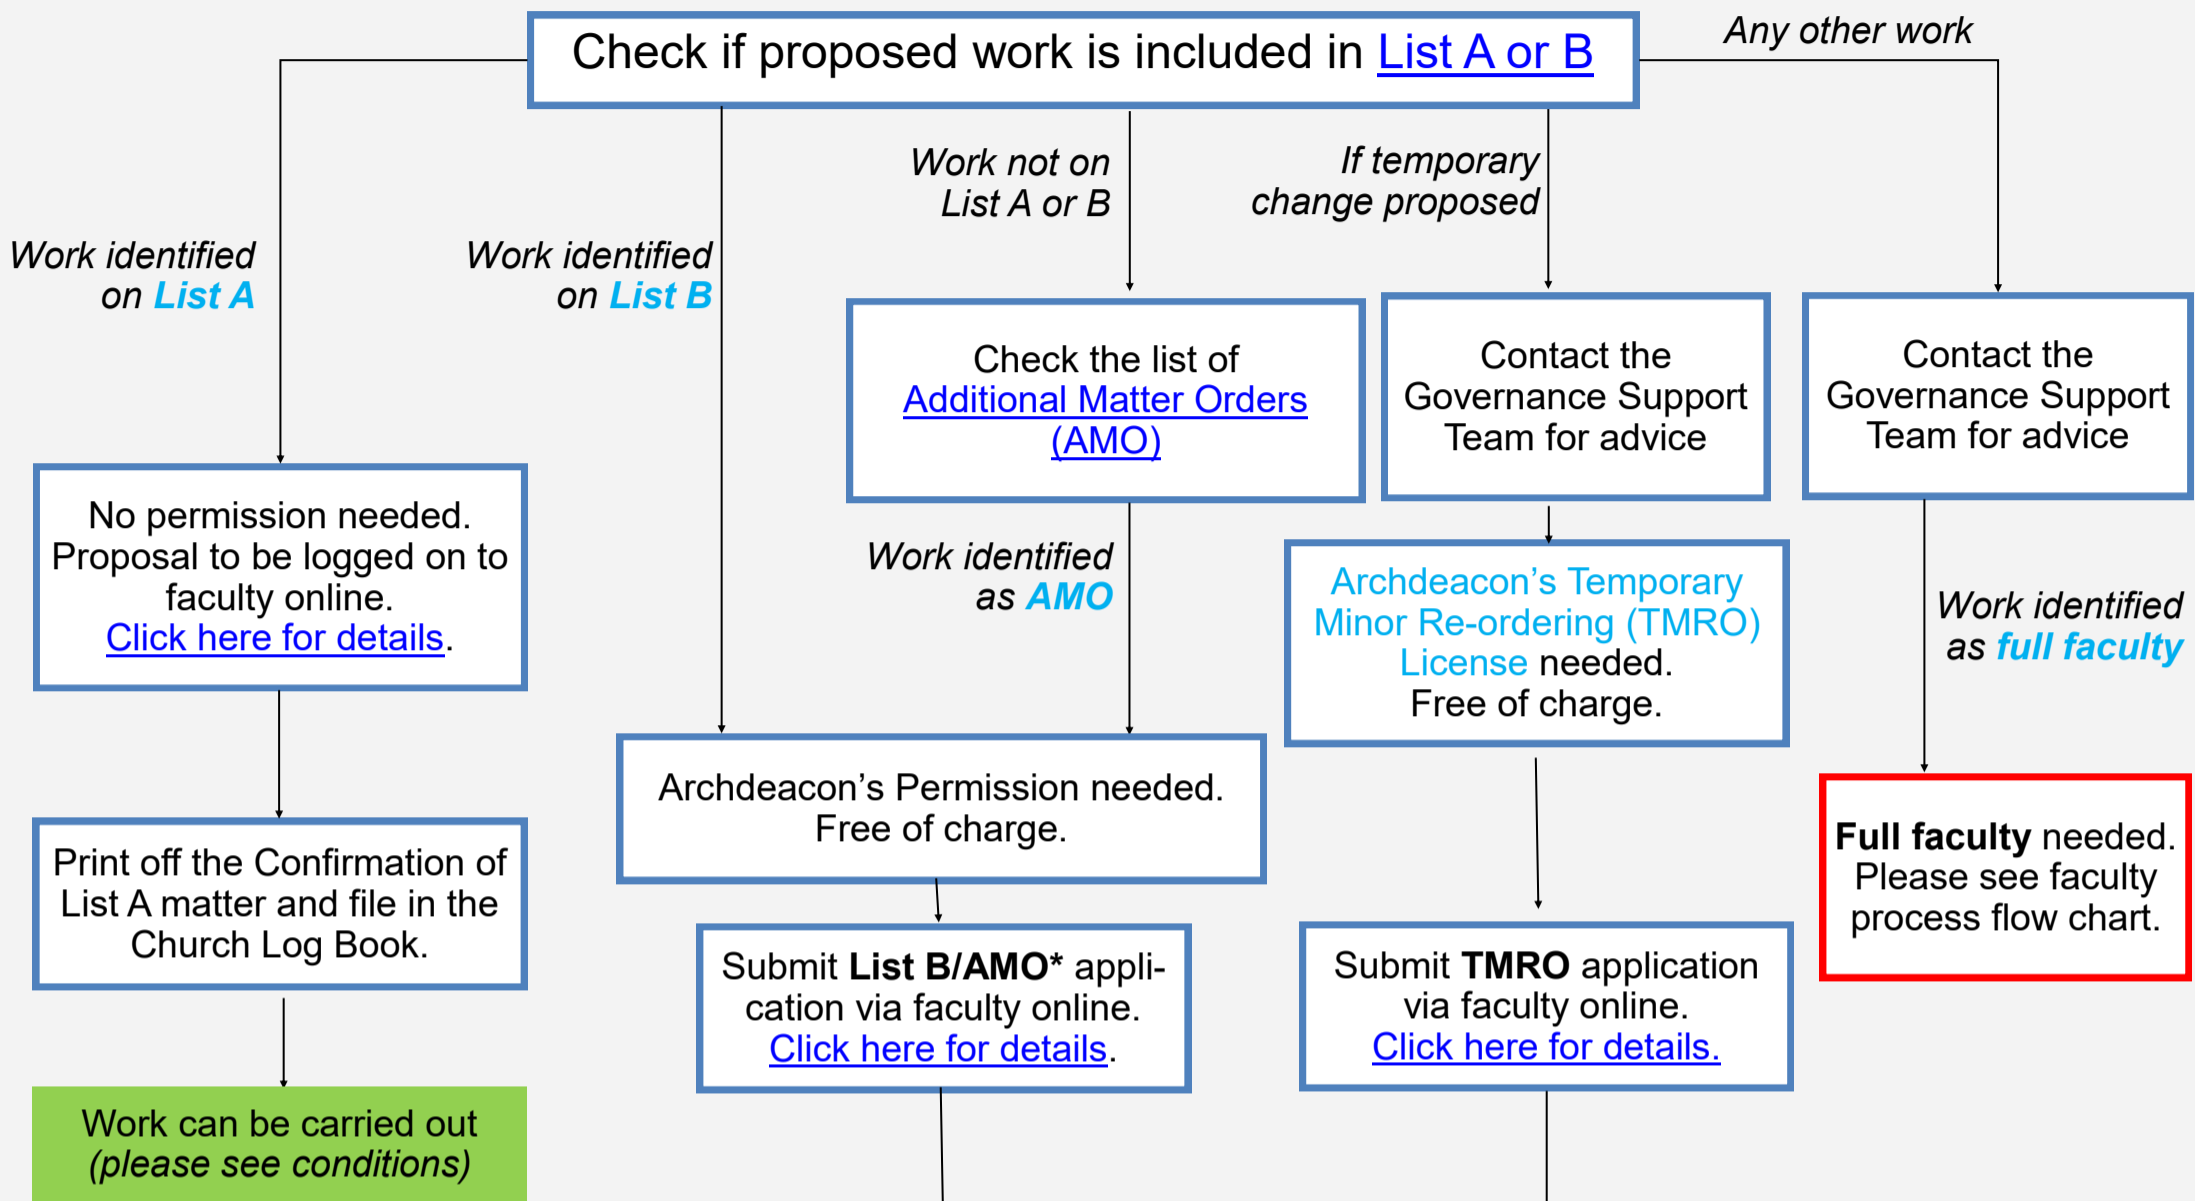 Check if proposed work is included in List A or B
Any other work
Work not on
List A or B
If temporary
change proposed
Work identified
on List A
Work identified
on List B
Check the list of
Additional Matter Orders
(AMO)
Contact the
Governance Support
Team for advice
Contact the
Governance Support
Team for advice
No permission needed.
Proposal to be logged on to
faculty online.
Click here for details.
Work identified
as AMO
Archdeacon’s Temporary
Minor Re-ordering (TMRO)
License needed.
Free of charge.
Work identified
as full faculty
Archdeacon’s Permission needed.
Free of charge.
Full faculty needed.
Please see faculty
process flow chart.
Print off the Confirmation of
List A matter and file in the
Church Log Book.
Submit List B/AMO* appli-
cation via faculty online.
Click here for details.
Submit TMRO application
via faculty online.
Click here for details.
Work can be carried out
(please see conditions)